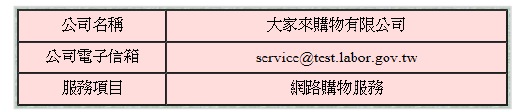 公司名稱 大家來購物有限公司
公司電子信箱 service@test.labor.gov.tw
服務項目 網路購物服務